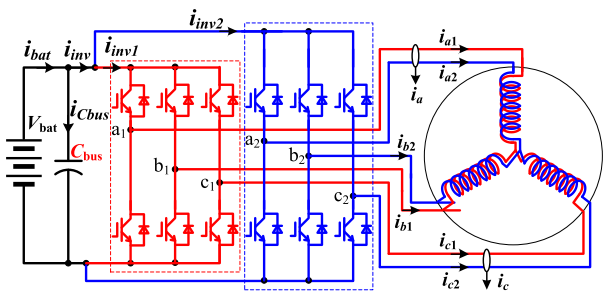 i_bat i_inv i_inv1 i_inv2 i_a1
i_a2
i_a
V_bat i_Cbus
C_bus
a_1 a_2
b_1 b_2 i_b2
c_1 c_2 i_b1
i_c1
i_c2 i_c